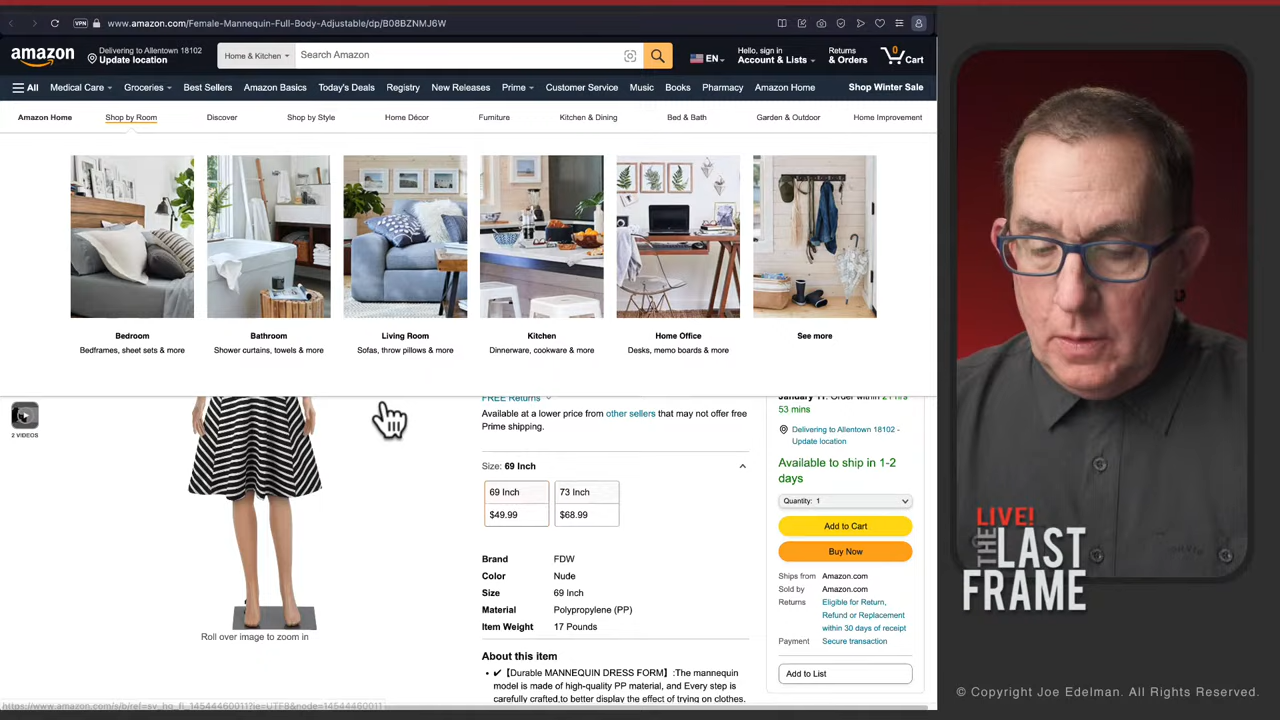 VPN www.amazon.com/Female-Mannequin-Full-Body-Adjustable/dp/B08BZNMJ6W
amazon
Delivering to Allentown 18102
Update location
Home & Kitchen
Search Amazon
EN
Hello, sign in
Account & Lists
Returns
& Orders
0
Cart
All
Medical Care
Groceries
Best Sellers
Amazon Basics
Today's Deals
Registry
New Releases
Prime
Customer Service
Music
Books
Pharmacy
Amazon Home
Shop Winter Sale
Amazon Home
Shop by Room
Discover
Shop by Style
Home Décor
Furniture
Kitchen & Dining
Bed & Bath
Garden & Outdoor
Home Improvement
Bedroom
Bedframes, sheet sets & more
Bathroom
Shower curtains, towels & more
Living Room
Sofas, throw pillows & more
Kitchen
Dinnerware, cookware & more
Home Office
Desks, memo boards & more
See more
2 VIDEOS
Roll over image to zoom in
FREE Returns
Available at a lower price from other sellers that may not offer free
Prime shipping.
Size: 69 Inch
69 Inch
$49.99
73 Inch
$68.99
Brand FDW
Color Nude
Size 69 Inch
Material Polypropylene (PP)
Item Weight 17 Pounds
About this item
• ✔【Durable MANNEQUIN DRESS FORM】:The mannequin
model is made of high-quality PP material, and Every step is
carefully crafted,to better display the effect of trying on clothes.
January 11. Order within 21 hrs
53 mins
Delivering to Allentown 18102 -
Update location
Available to ship in 1-2
days
Quantity: 1
Add to Cart
Buy Now
Ships from Amazon.com
Sold by Amazon.com
Returns Eligible for Return,
Refund or Replacement
within 30 days of receipt
Payment Secure transaction
Add to List
LIVE!
THE LAST
FRAME
© Copyright Joe Edelman. All Rights Reserved.